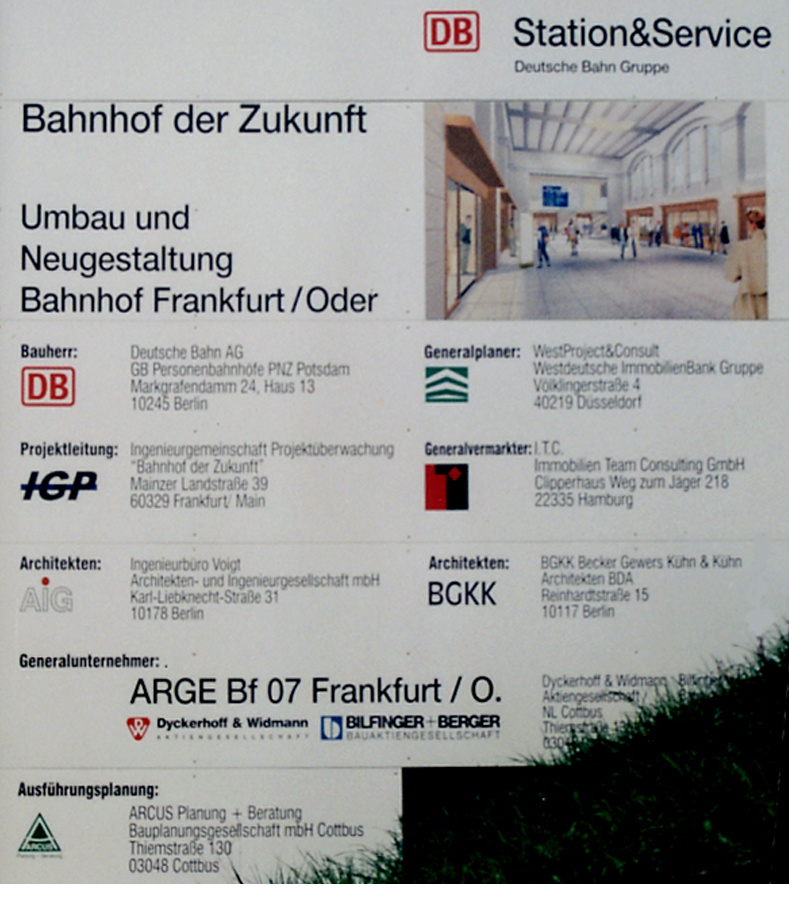 DB Station&Service
Deutsche Bahn Gruppe
Bahnhof der Zukunft
Umbau und
Neugestaltung
Bahnhof Frankfurt/Oder
Bauherr:
DB
Deutsche Bahn AG
GB Personenbahnhöfe PNZ Potsdam
Markgrafendamm 24, Haus 13
10245 Berlin
Generalplaner:
WestProject&Consult
Westdeutsche ImmobilienBank Gruppe
Völklingerstraße 4
40219 Düsseldorf
Projektleitung:
IGP
Ingenieurgemeinschaft Projektüberwachung
"Bahnhof der Zukunft"
Mainzer Landstraße 39
60329 Frankfurt/ Main
Generalvermarkter:
I.T.C.
Immobilien Team Consulting GmbH
Clipperhaus Weg zum Jäger 218
22335 Hamburg
Architekten:
AIG
Ingenieurbüro Voigt
Architekten- und Ingenieurgesellschaft mbH
Karl-Liebknecht-Straße 31
10178 Berlin
Architekten:
BGKK
BGKK Becker Gewers Kühn & Kühn
Architekten BDA
Reinhardtstraße 15
10117 Berlin
Generalunternehmer: .
ARGE Bf 07 Frankfurt / O.
Dyckerhoff & Widmann
AKTIENGESELLSCHAFT
BILFINGER+BERGER
BAUAKTIENGESELLSCHAFT
Dyckerhoff & Widmann
Aktiengesellschaft/
NL Cottbus
Ausführungsplanung:
ARCUS
Planung + Beratung
ARCUS Planung + Beratung
Bauplanungsgesellschaft mbH Cottbus
Thiemstraße 130
03048 Cottbus